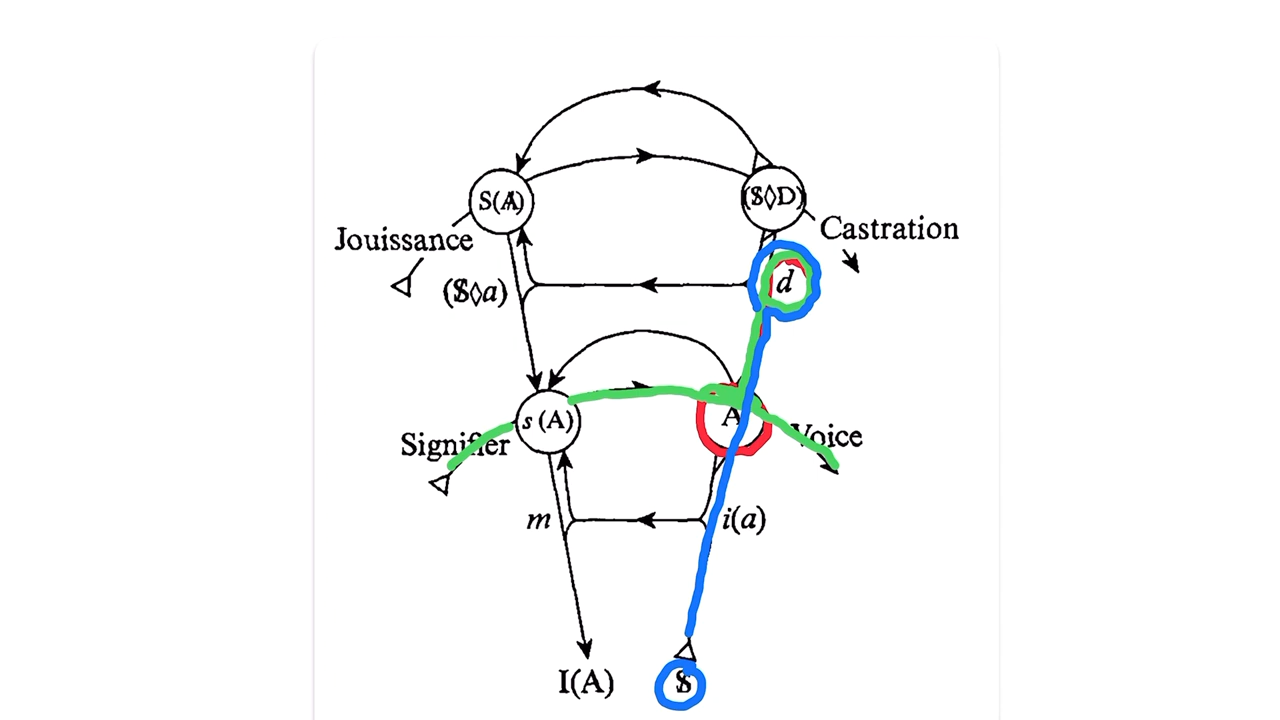 S(Ⱥ)
($◊D)
Jouissance
Castration
($◊a)
d
s (A)
A
Signifier
Voice
m
i(a)
I(A)
$